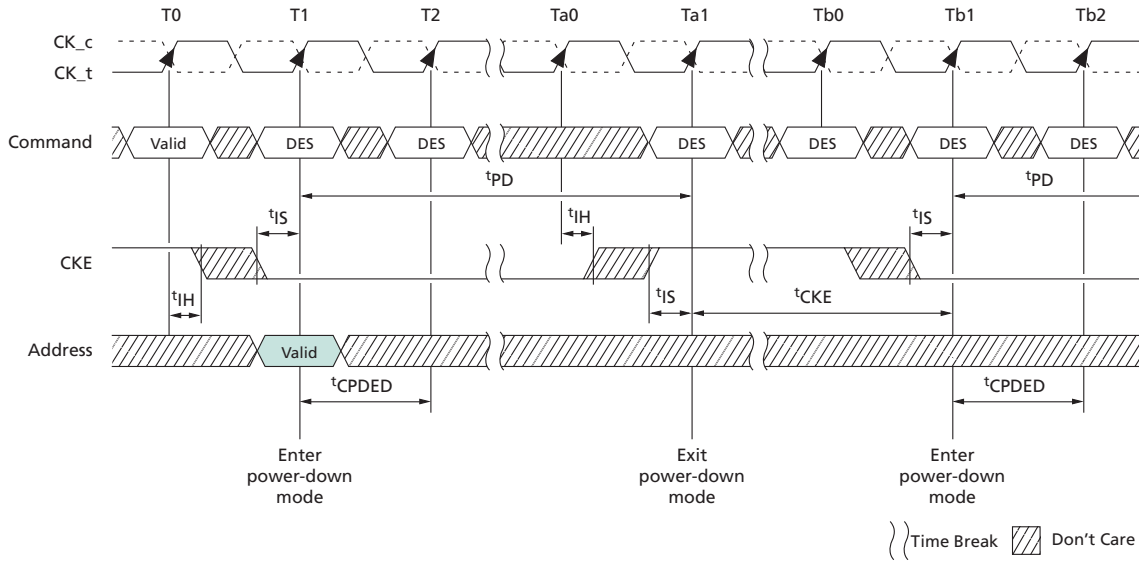 T0 T1 T2 Ta0 Ta1 Tb0 Tb1 Tb2
CK_c
CK_t
Command Valid DES DES DES DES DES DES
tPD tPD
tIS tIH tIS
CKE
tIH tIS tCKE
Address Valid
tCPDED tCPDED
Enter
power-down
mode
Exit
power-down
mode
Enter
power-down
mode
Time Break Don't Care